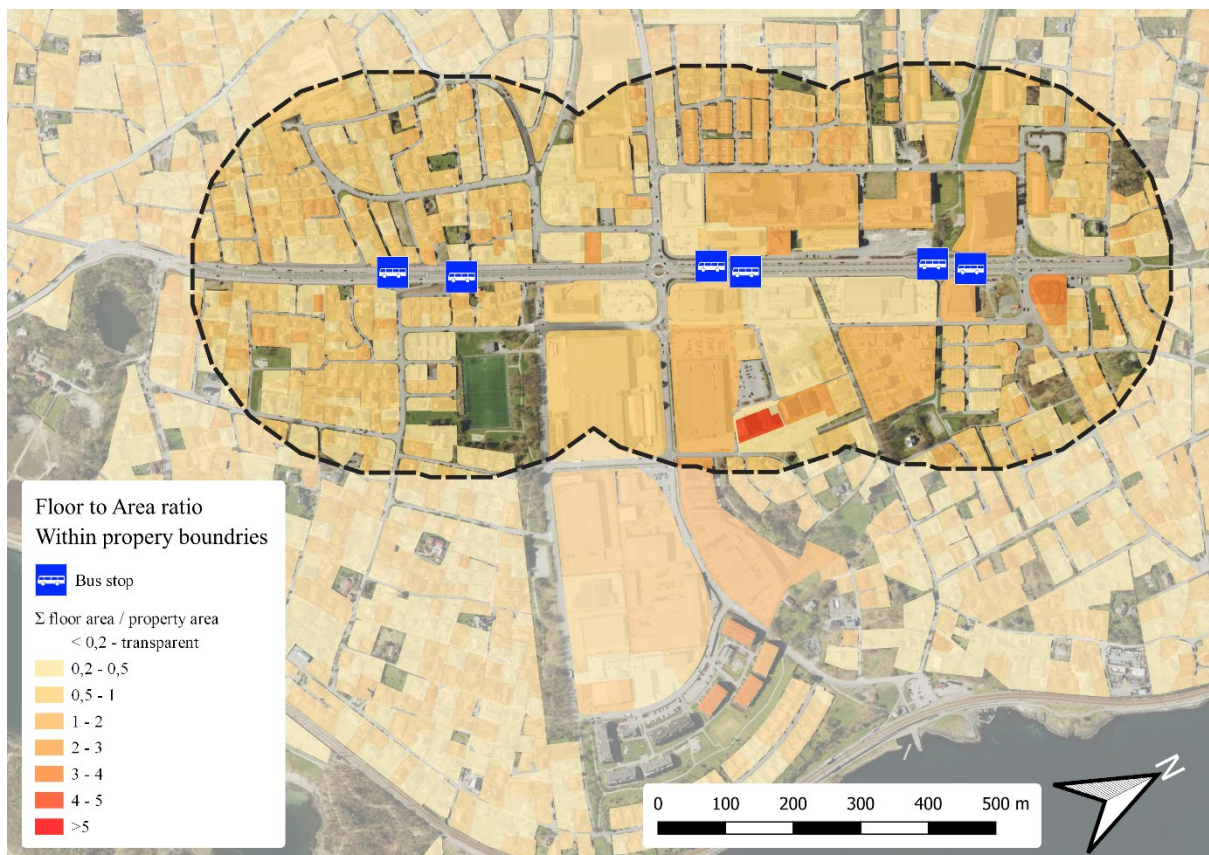 Floor to Area ratio
Within propery boundries
Bus stop
Σ floor area / property area
< 0,2 - transparent
0,2 - 0,5
0,5 - 1
1 - 2
2 - 3
3 - 4
4 - 5
>5
0 100 200 300 400 500 m
N